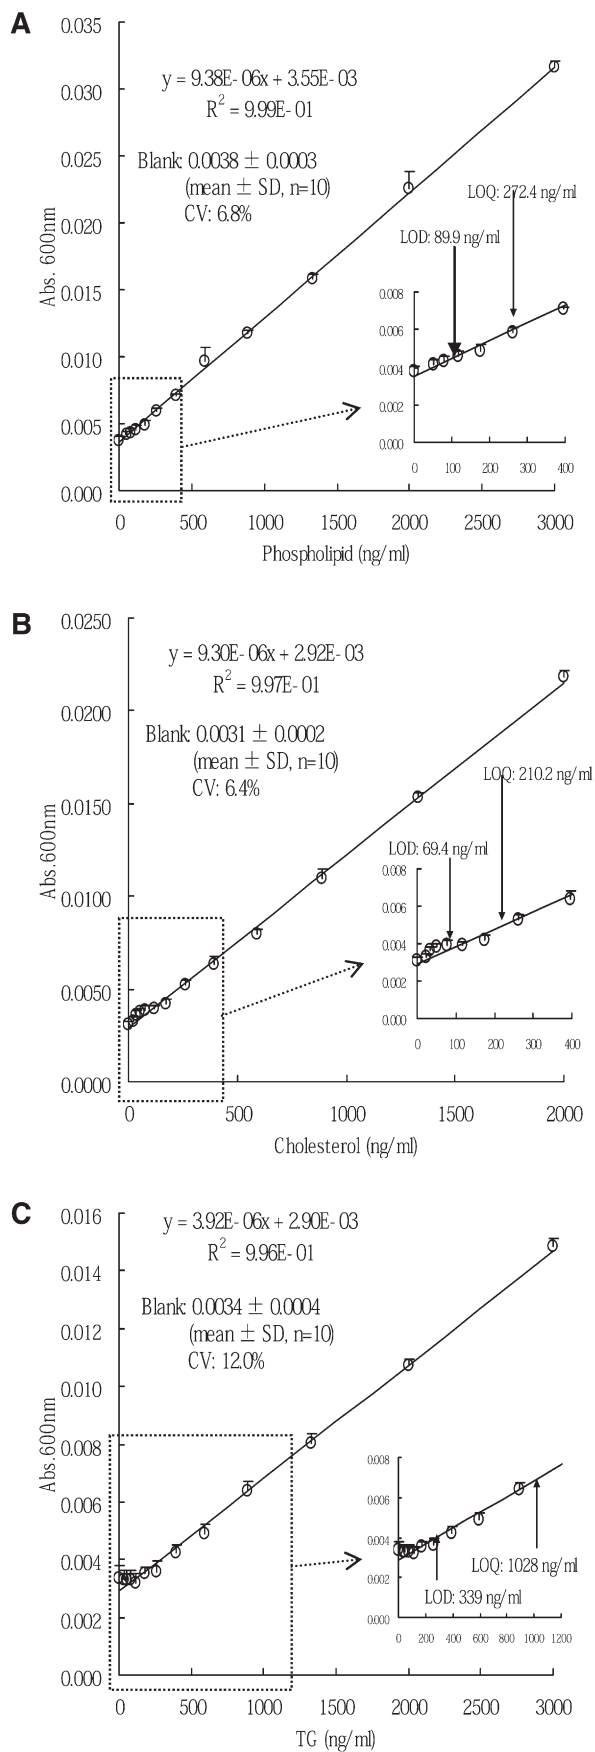 A
0.035
0.030
0.025
0.020
0.015
0.010
0.005
0.000
Abs. 600nm
y = 9.38E-06x + 3.55E-03
R2 = 9.99E-01
Blank: 0.0038 ± 0.0003
(mean ± SD, n=10)
CV: 6.8%
LOQ: 272.4 ng/ml
LOD: 89.9 ng/ml
0.008
0.006
0.004
0.002
0.000
0 100 200 300 400
0 500 1000 1500 2000 2500 3000
Phospholipid (ng/ml)
B
0.0250
0.0200
0.0150
0.0100
0.0050
0.0000
Abs.600nm
y = 9.30E-06x + 2.92E-03
R2 = 9.97E-01
Blank: 0.0031 ± 0.0002
(mean ± SD, n=10)
CV: 6.4%
LOQ: 210.2 ng/ml
LOD: 69.4 ng/ml
0.008
0.006
0.004
0.002
0.000
0 100 200 300 400
0 500 1000 1500 2000
Cholesterol (ng/ml)
C
0.016
0.014
0.012
0.010
0.008
0.006
0.004
0.002
0.000
Abs.600nm
y = 3.92E-06x + 2.90E-03
R2 = 9.96E-01
Blank: 0.0034 ± 0.0004
(mean ± SD, n=10)
CV: 12.0%
0.008
0.006
0.004
0.002
0.000
LOQ: 1028 ng/ml
LOD: 339 ng/ml
0 200 400 600 800 1000 1200
0 500 1000 1500 2000 2500 3000
TG (ng/ml)